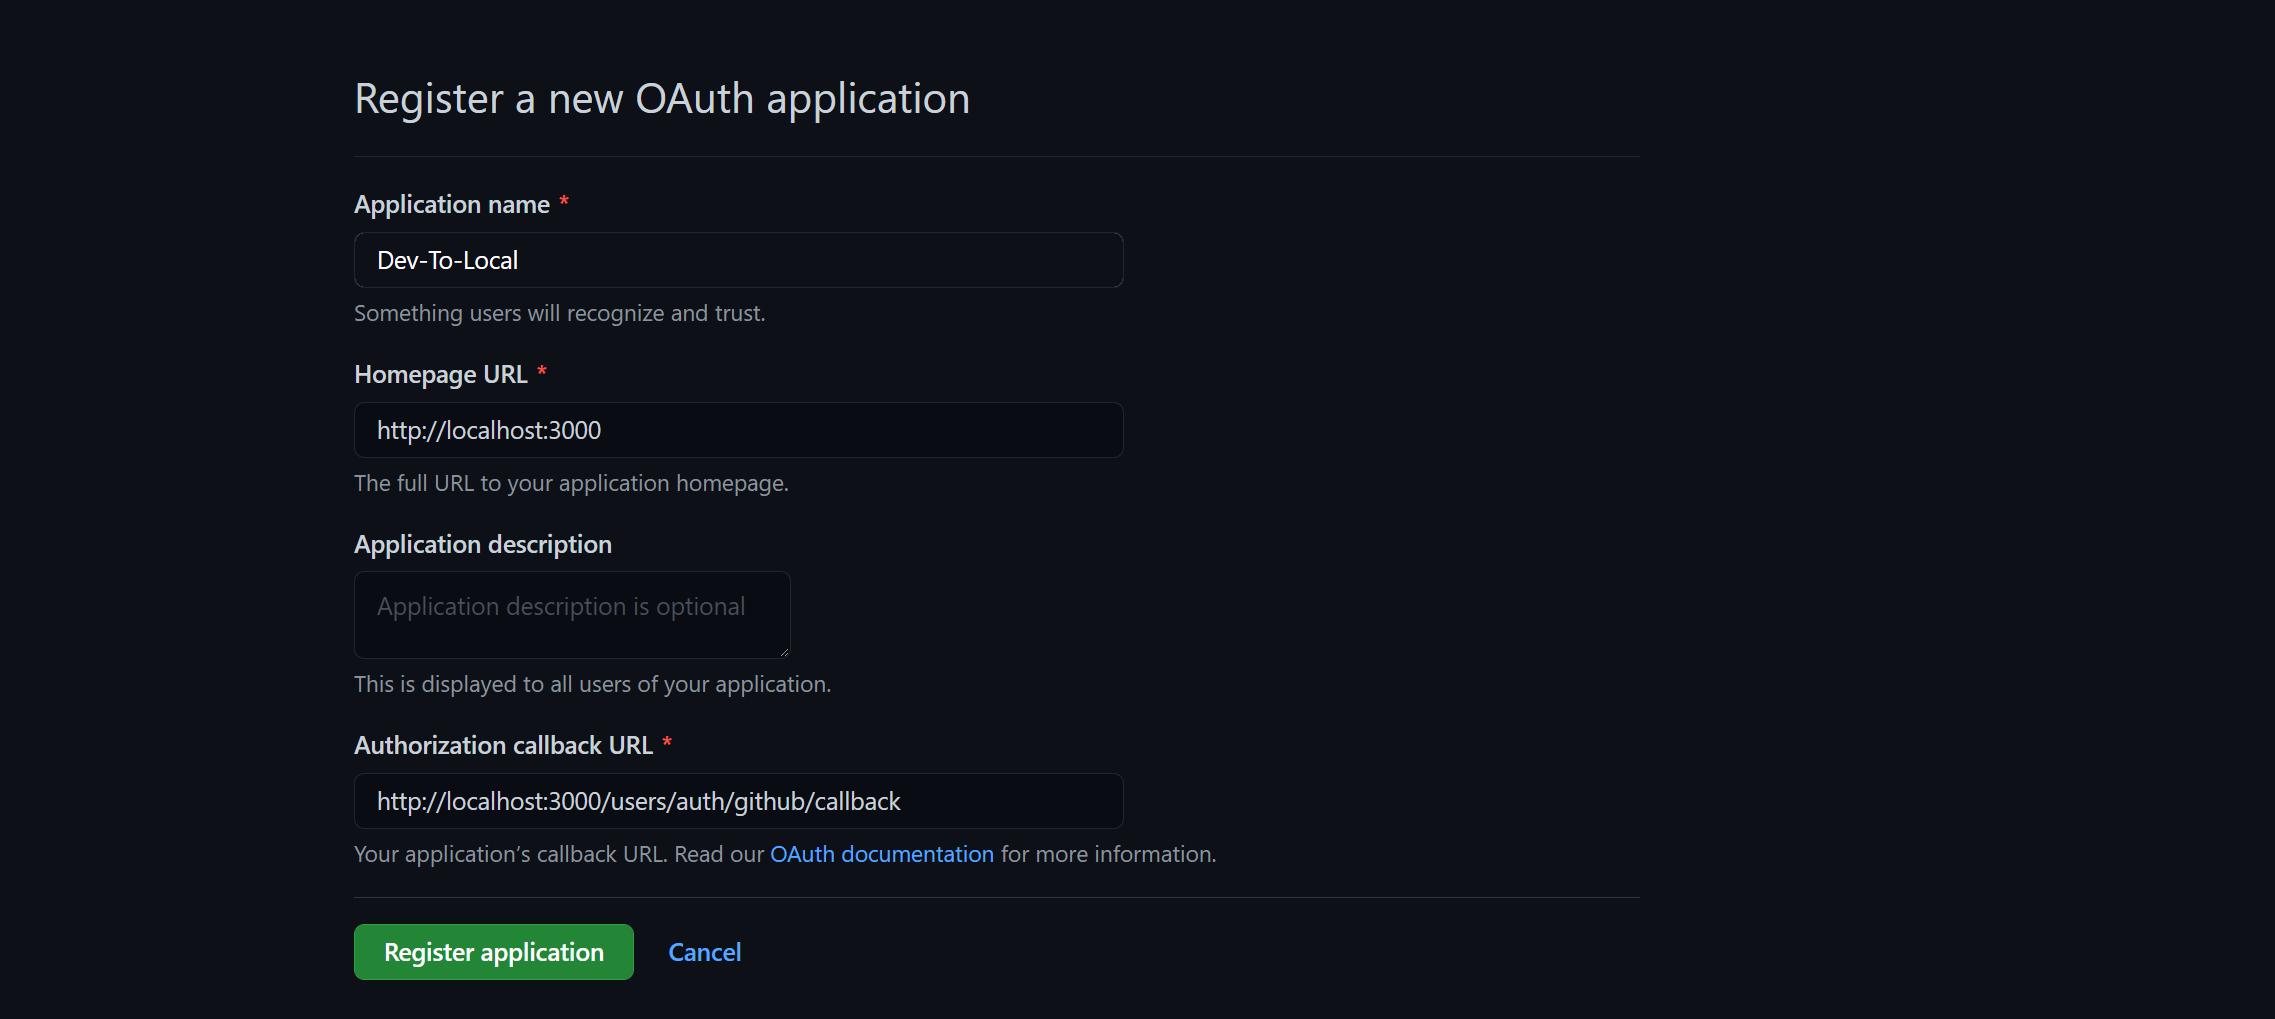 Register a new OAuth application
Application name *
Dev-To-Local
Something users will recognize and trust.
Homepage URL *
http://localhost:3000
The full URL to your application homepage.
Application description
Application description is optional
This is displayed to all users of your application.
Authorization callback URL *
http://localhost:3000/users/auth/github/callback
Your application’s callback URL. Read our OAuth documentation for more information.
Register application Cancel